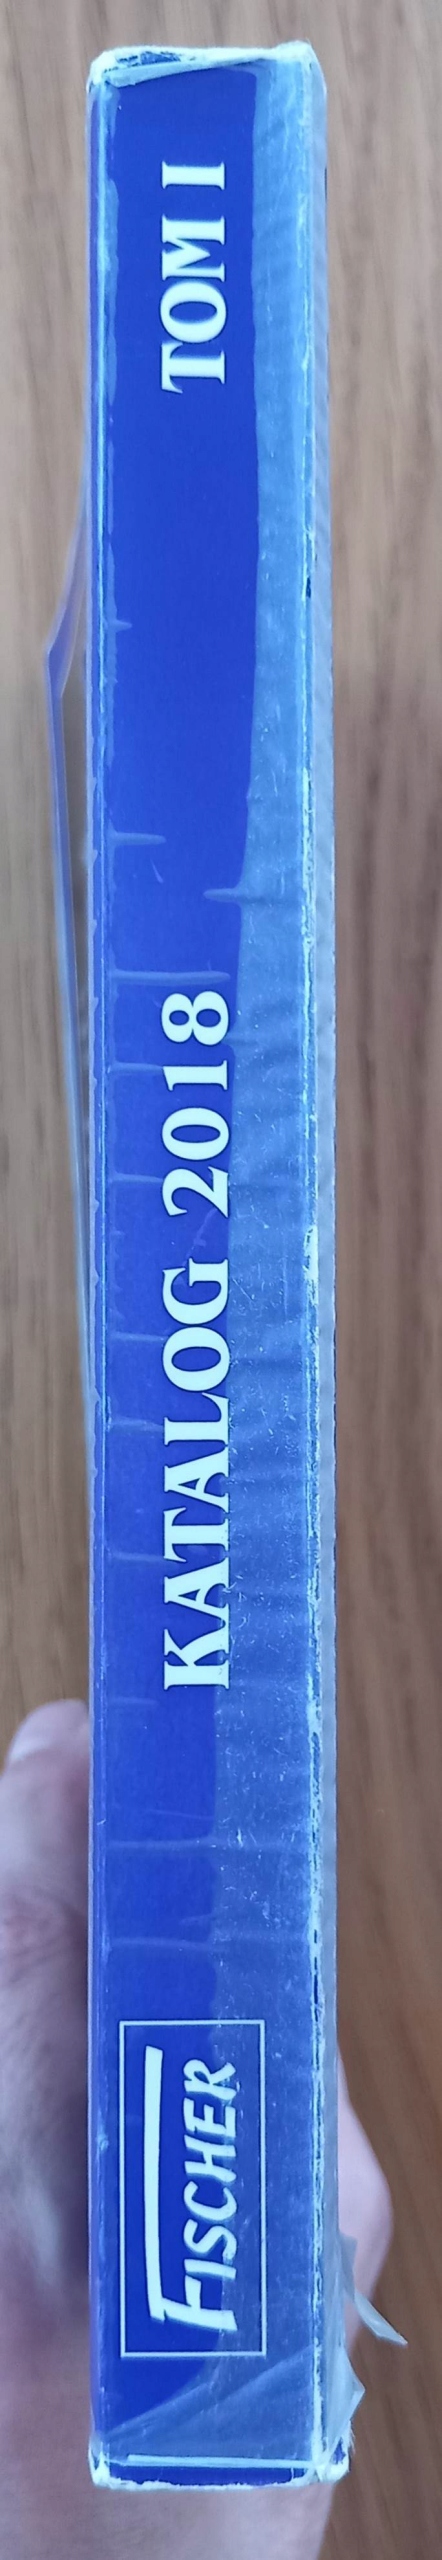 FISCHER
KATALOG 2018
TOM I